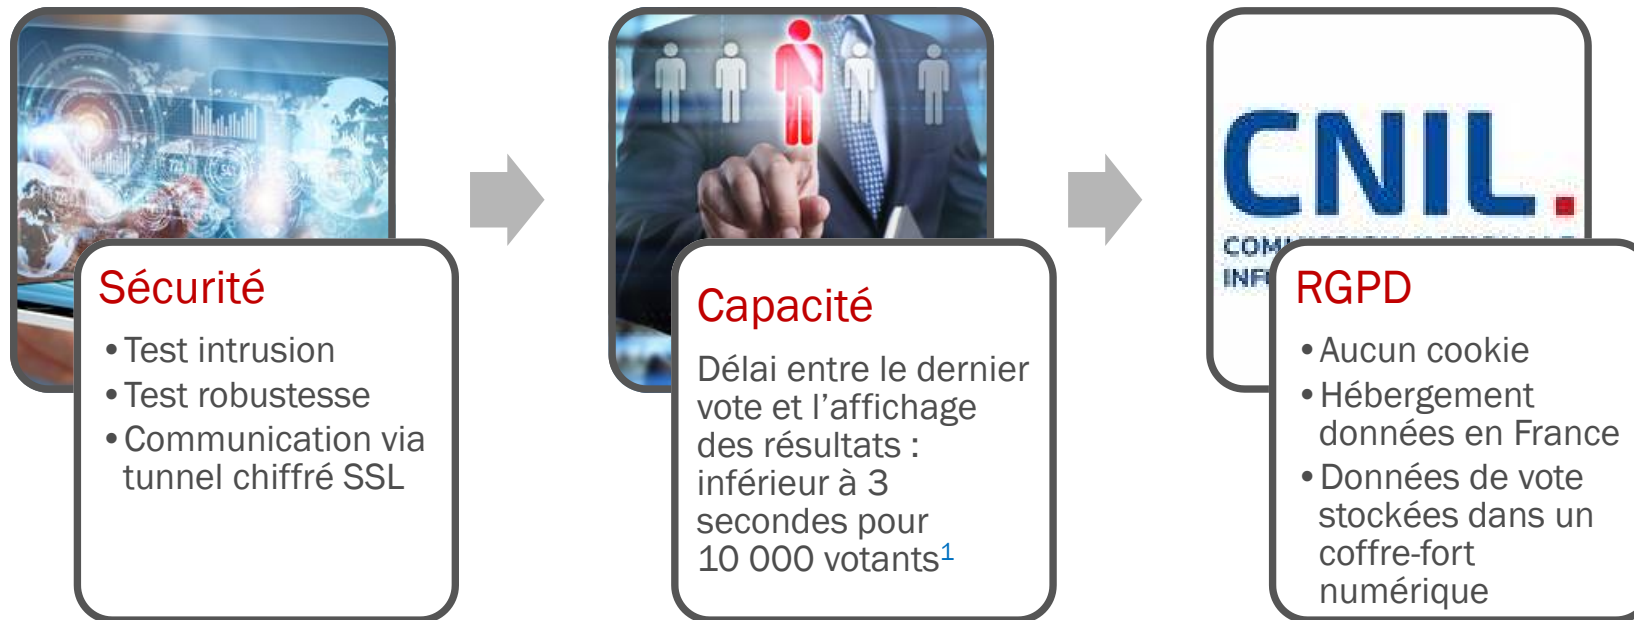 Sécurité
• Test intrusion
• Test robustesse
• Communication via
tunnel chiffré SSL
Capacité
Délai entre le dernier
vote et l’affichage
des résultats :
inférieur à 3
secondes pour
10 000 votants¹
CNIL.
RGPD
• Aucun cookie
• Hébergement
données en France
• Données de vote
stockées dans un
coffre-fort
numérique